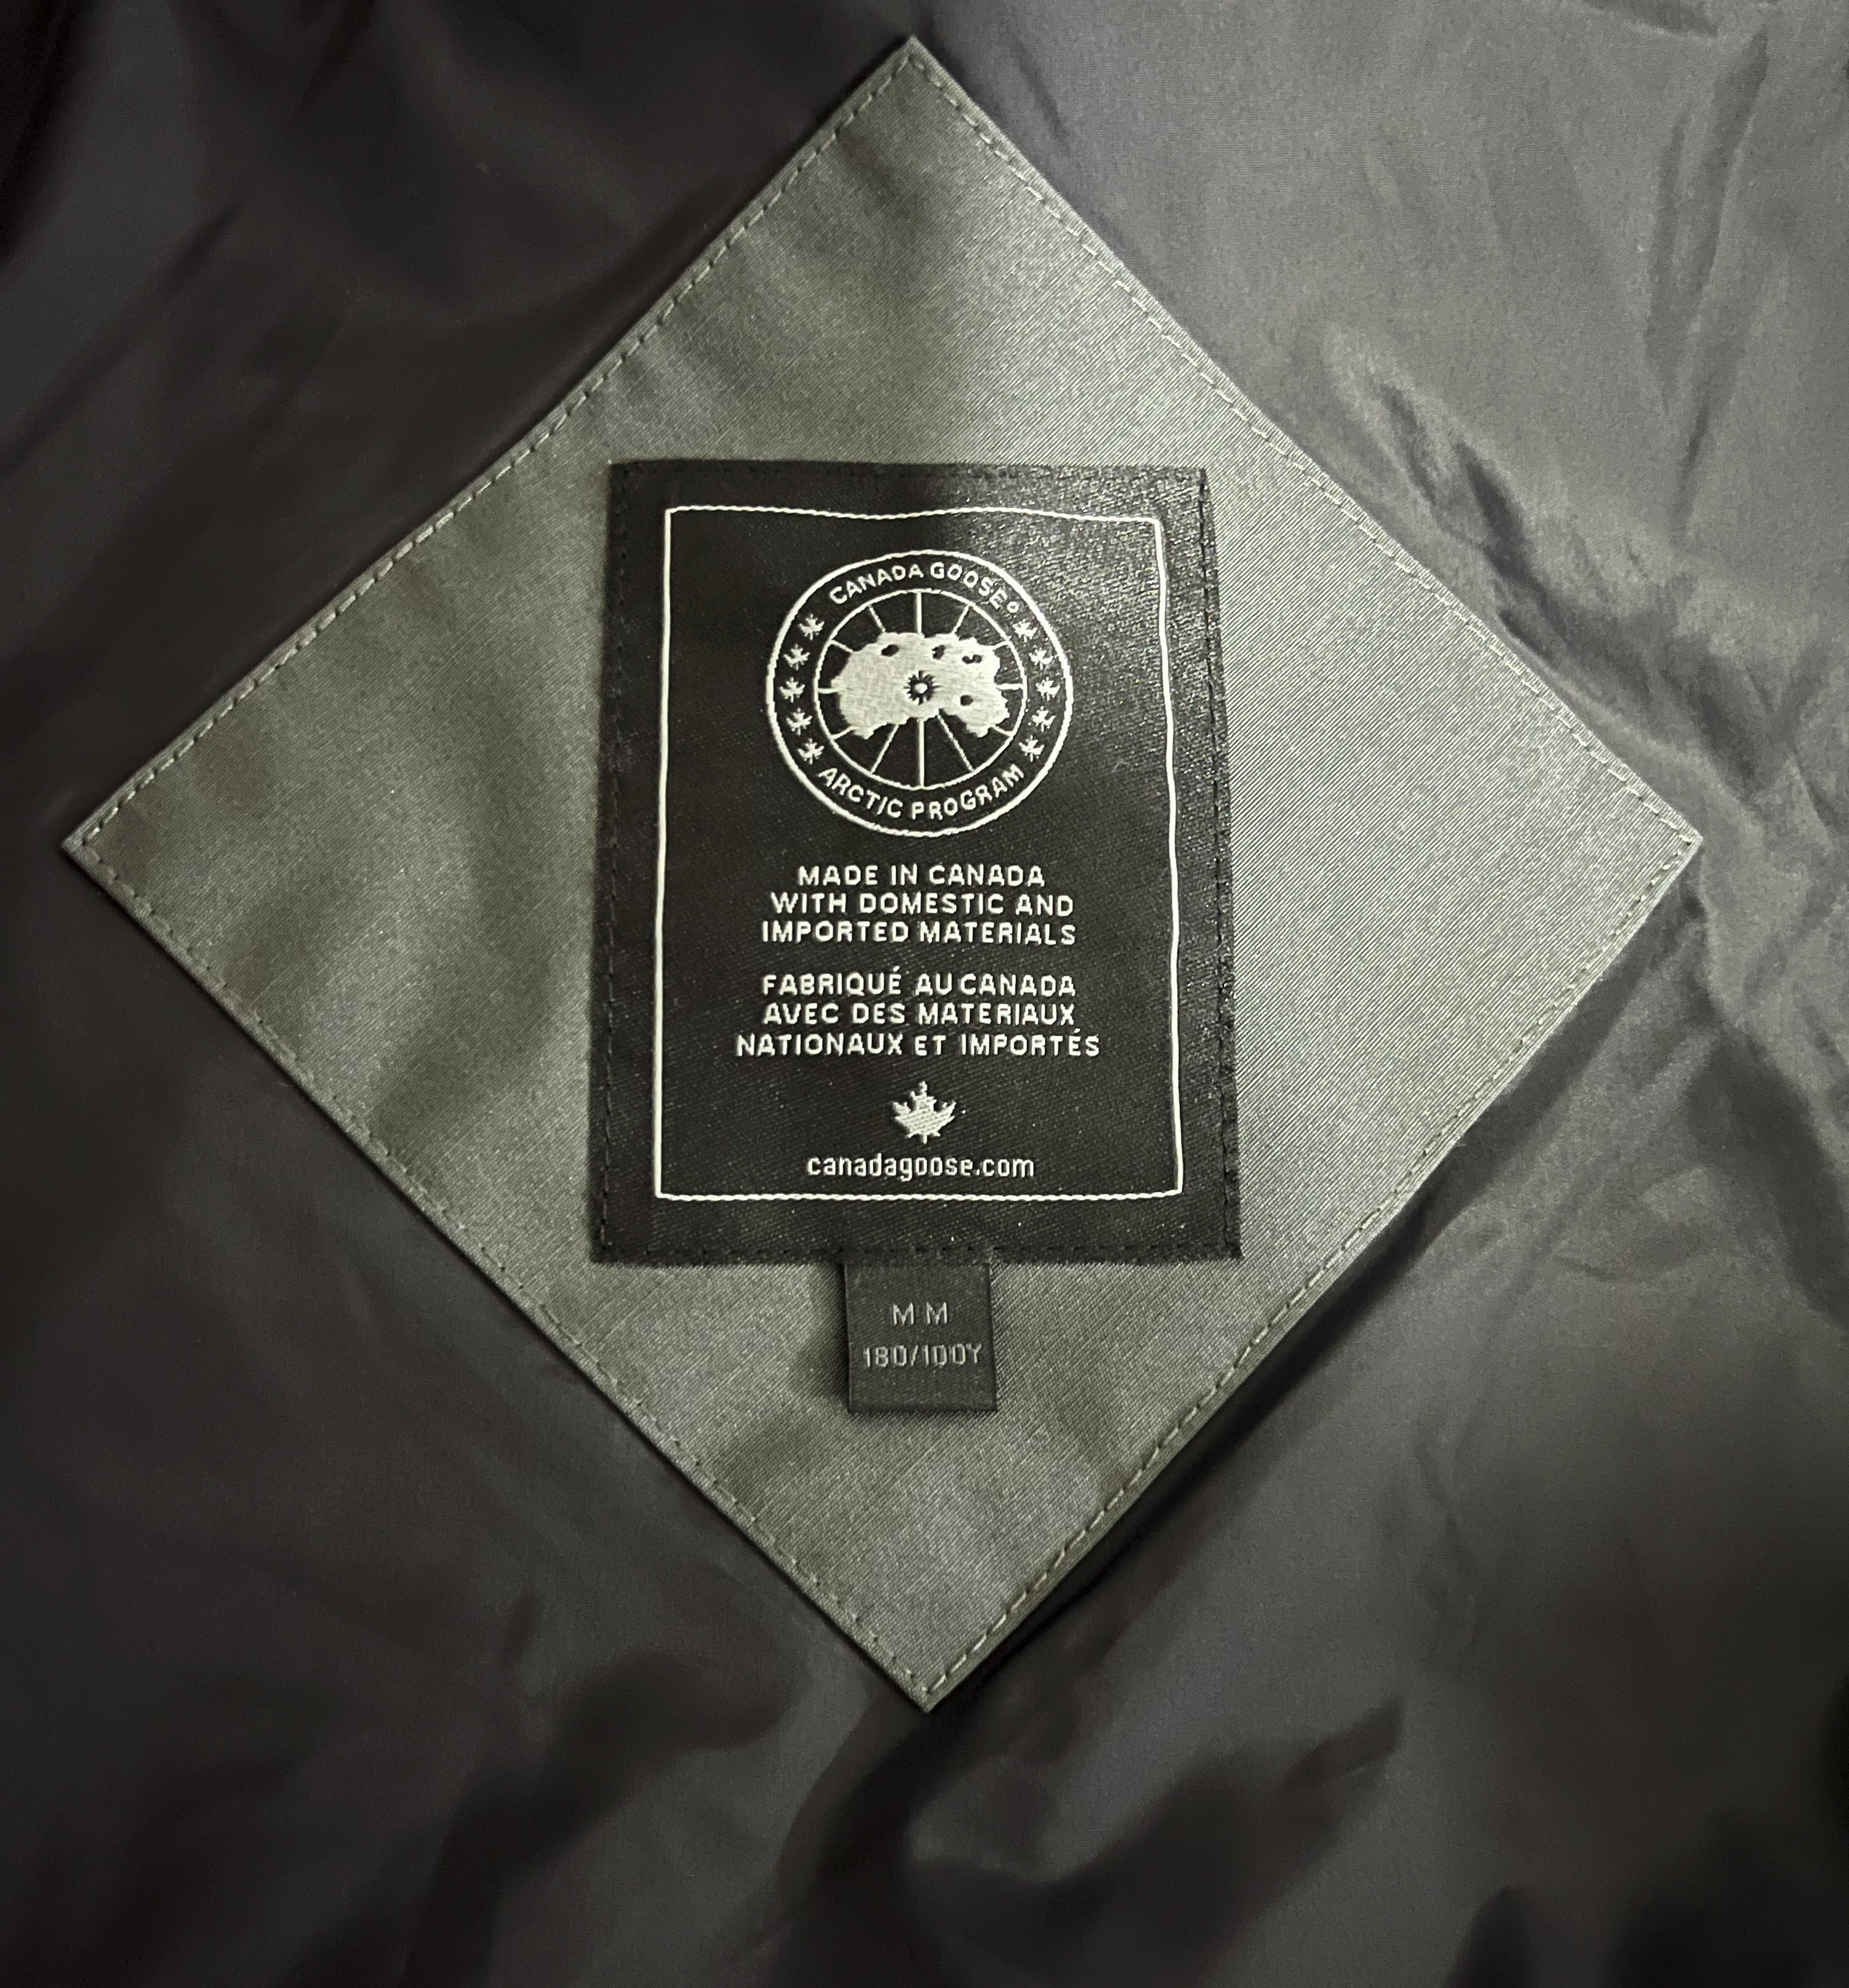 CANADA GOOSE®
ARCTIC PROGRAM
MADE IN CANADA
WITH DOMESTIC AND
IMPORTED MATERIALS
FABRIQUÉ AU CANADA
AVEC DES MATERIAUX
NATIONAUX ET IMPORTÉS
canadagoose.com
M M
180/100Y